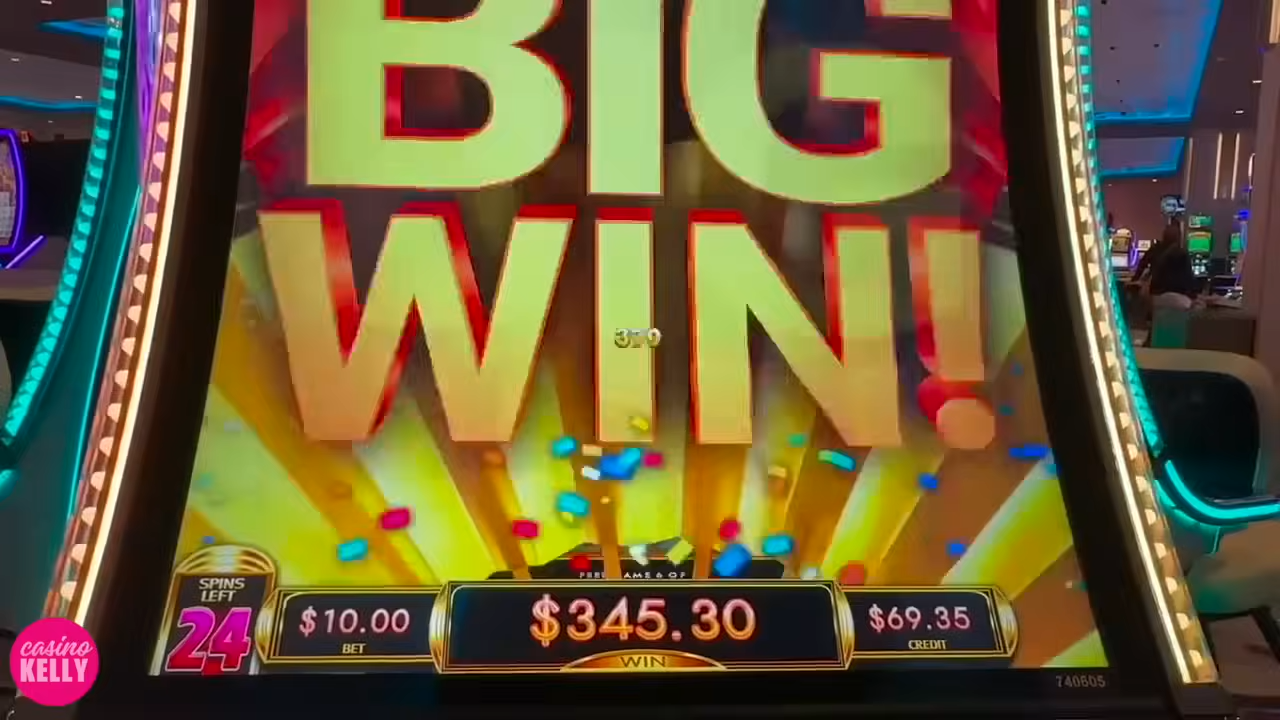 BIG
WIN!
SPINS
LEFT
24
$10.00
BET
$345.30
WIN
$69.35
CREDIT
740605
casino
KELLY